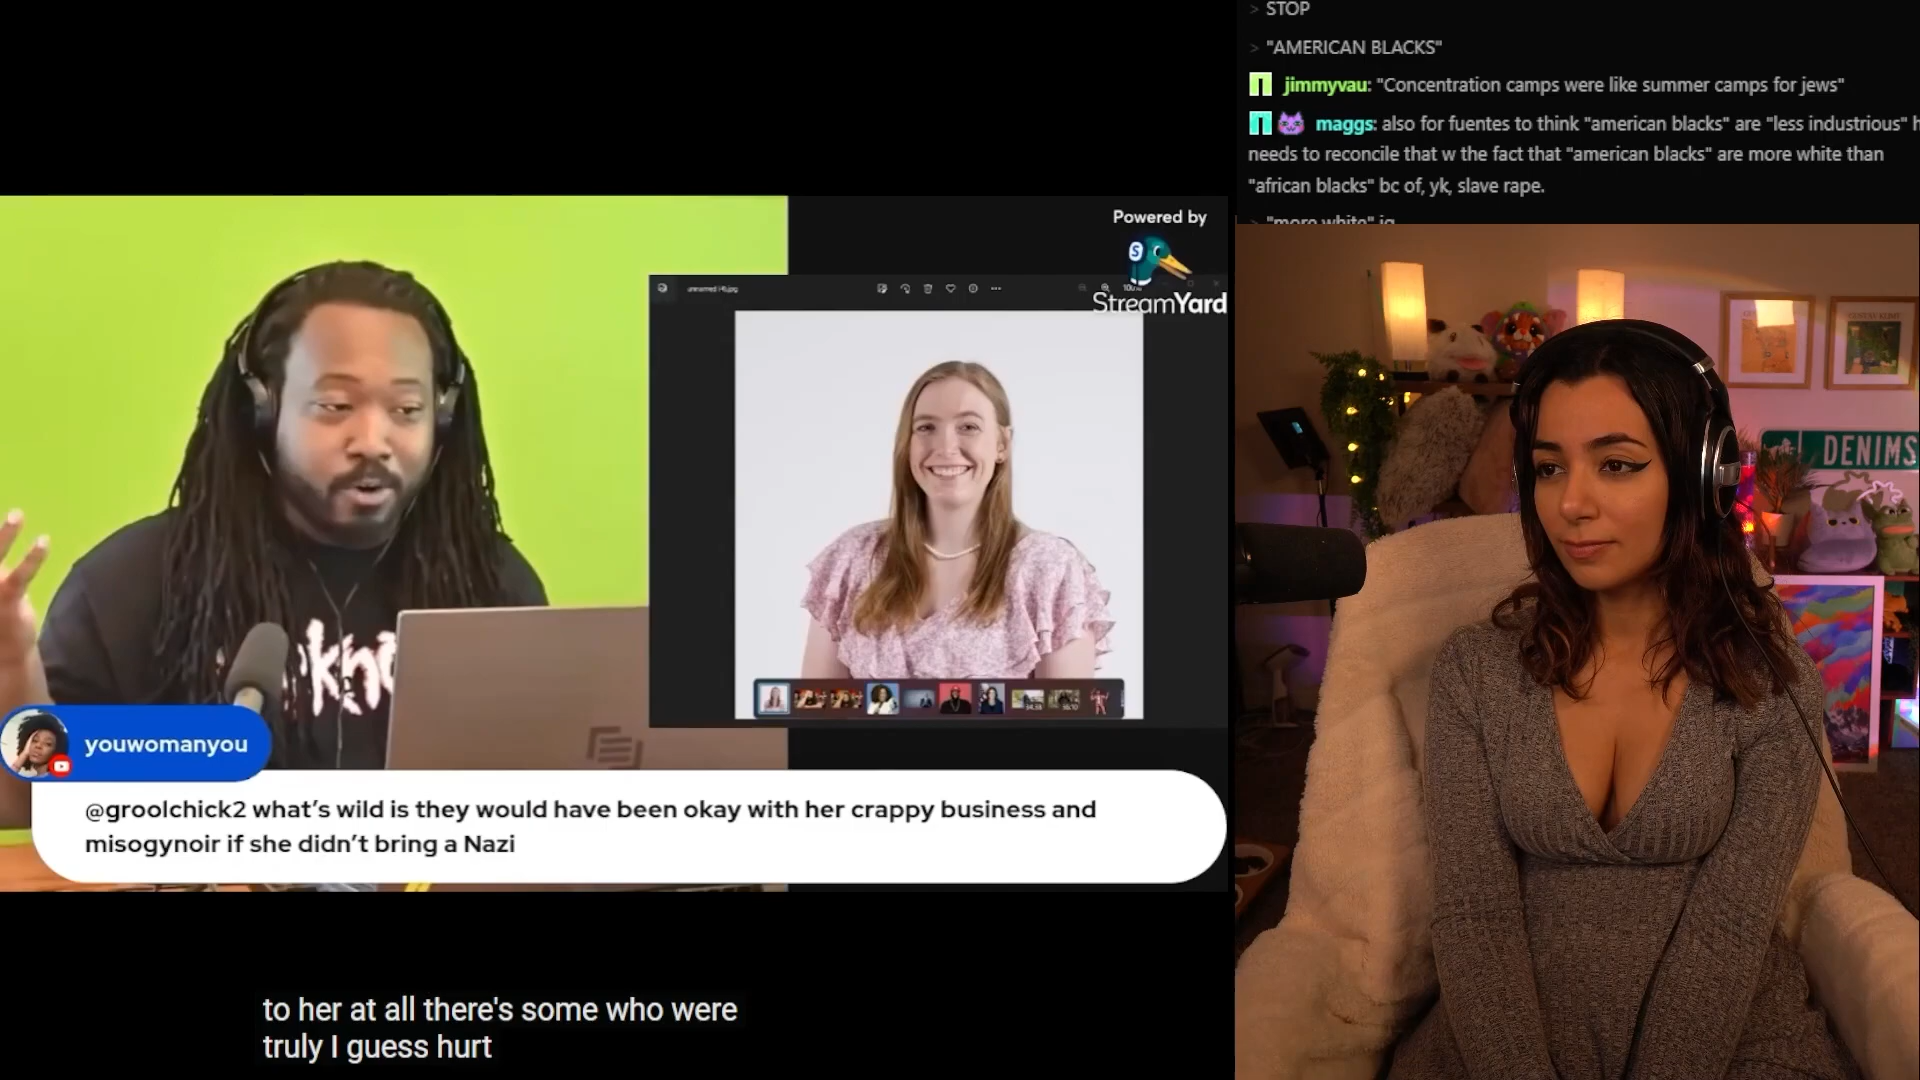 > STOP
> "AMERICAN BLACKS"
jimmyvau: "Concentration camps were like summer camps for jews"
maggs: also for fuentes to think "american blacks" are "less industrious" h
needs to reconcile that w the fact that "american blacks" are more white than
"african blacks" bc of, yk, slave rape.
> "more white" ig
Powered by
StreamYard
DENIMS
youwomanyou
@groolchick2 what's wild is they would have been okay with her crappy business and
misogynoir if she didn't bring a Nazi
to her at all there's some who were
truly I guess hurt